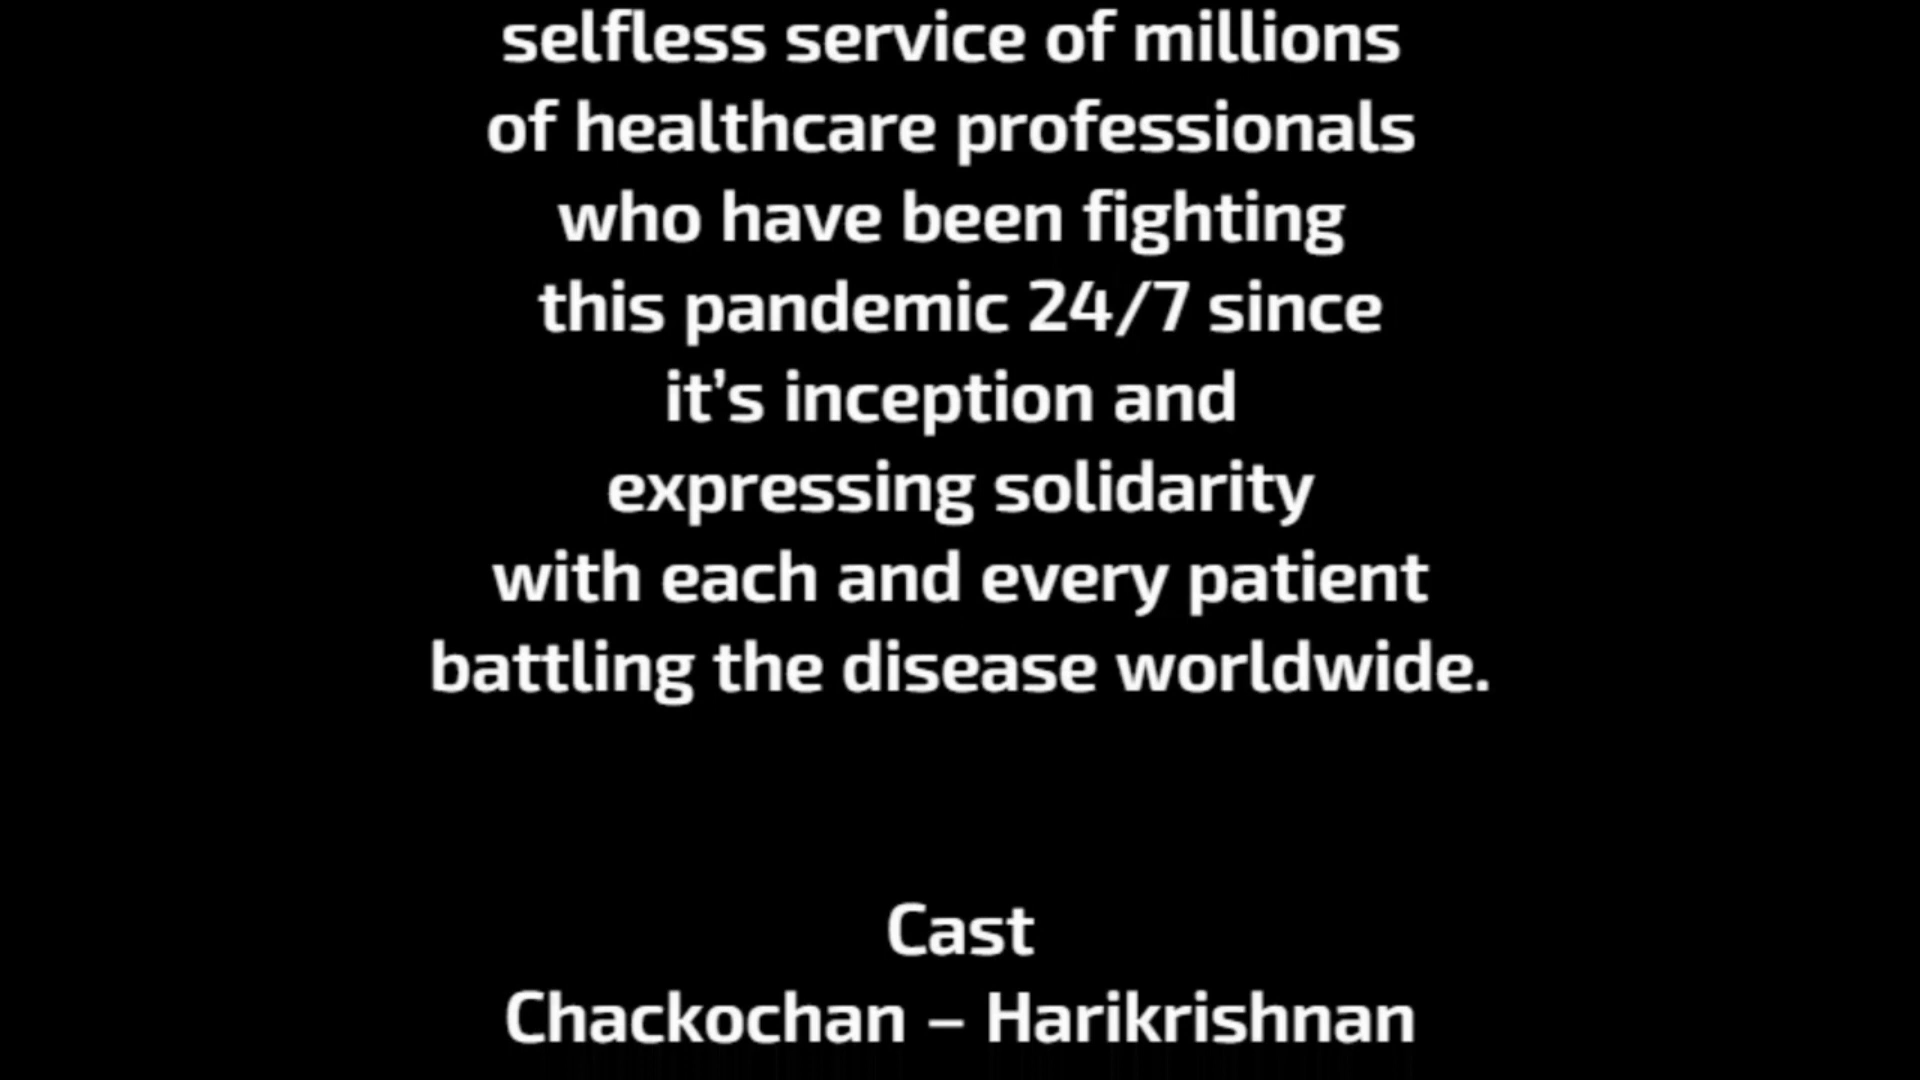 selfless service of millions
of healthcare professionals
who have been fighting
this pandemic 24/7 since
it’s inception and
expressing solidarity
with each and every patient
battling the disease worldwide.
Cast
Chackochan – Harikrishnan